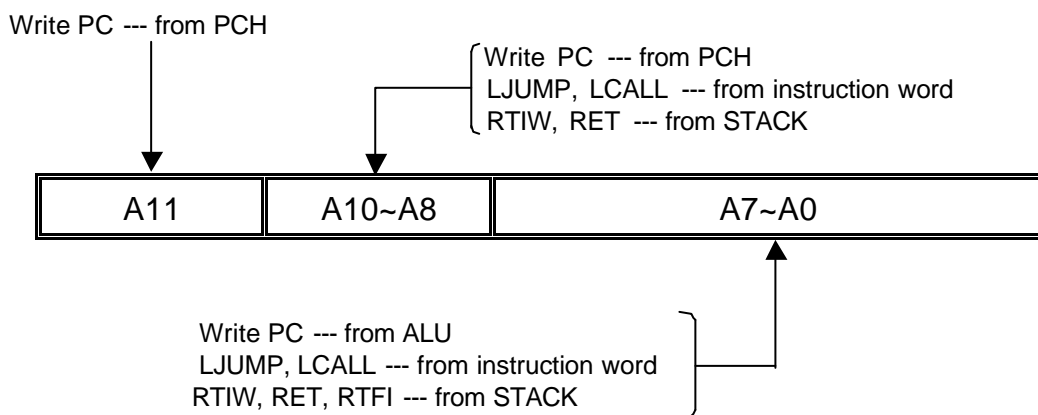 Write PC --- from PCH
Write PC --- from PCH
LJUMP, LCALL --- from instruction word
RTIW, RET --- from STACK
A11 A10~A8 A7~A0
Write PC --- from ALU
LJUMP, LCALL --- from instruction word
RTIW, RET, RTFI --- from STACK